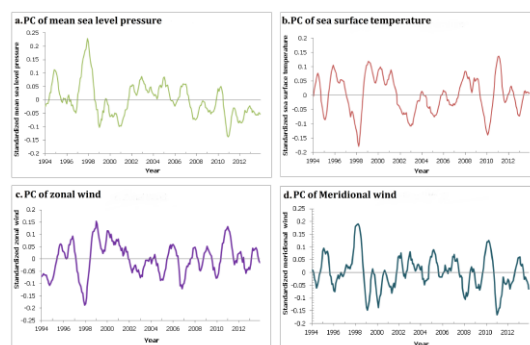 a. PC of mean sea level pressure
Standardized mean sea level pressure
0.25
0.2
0.15
0.1
0.05
0
-0.05
-0.1
-0.15
-0.2
1994 1996 1998 2000 2002 2004 2006 2008 2010 2012
Year
b. PC of sea surface temperature
Standardized sea surface temperature
0.2
0.15
0.1
0.05
0
-0.05
-0.1
-0.15
-0.2
1994 1996 1998 2000 2002 2004 2006 2008 2010 2012
Year
c. PC of zonal wind
Standardized zonal wind
0.2
0.15
0.1
0.05
0
-0.05
-0.1
-0.15
-0.2
-0.25
1994 1996 1998 2000 2002 2004 2006 2008 2010 2012
Year
d. PC of Meridional wind
Standardized meridional wind
0.25
0.2
0.15
0.1
0.05
0
-0.05
-0.1
-0.15
-0.2
1994 1996 1998 2000 2002 2004 2006 2008 2010 2012
Year